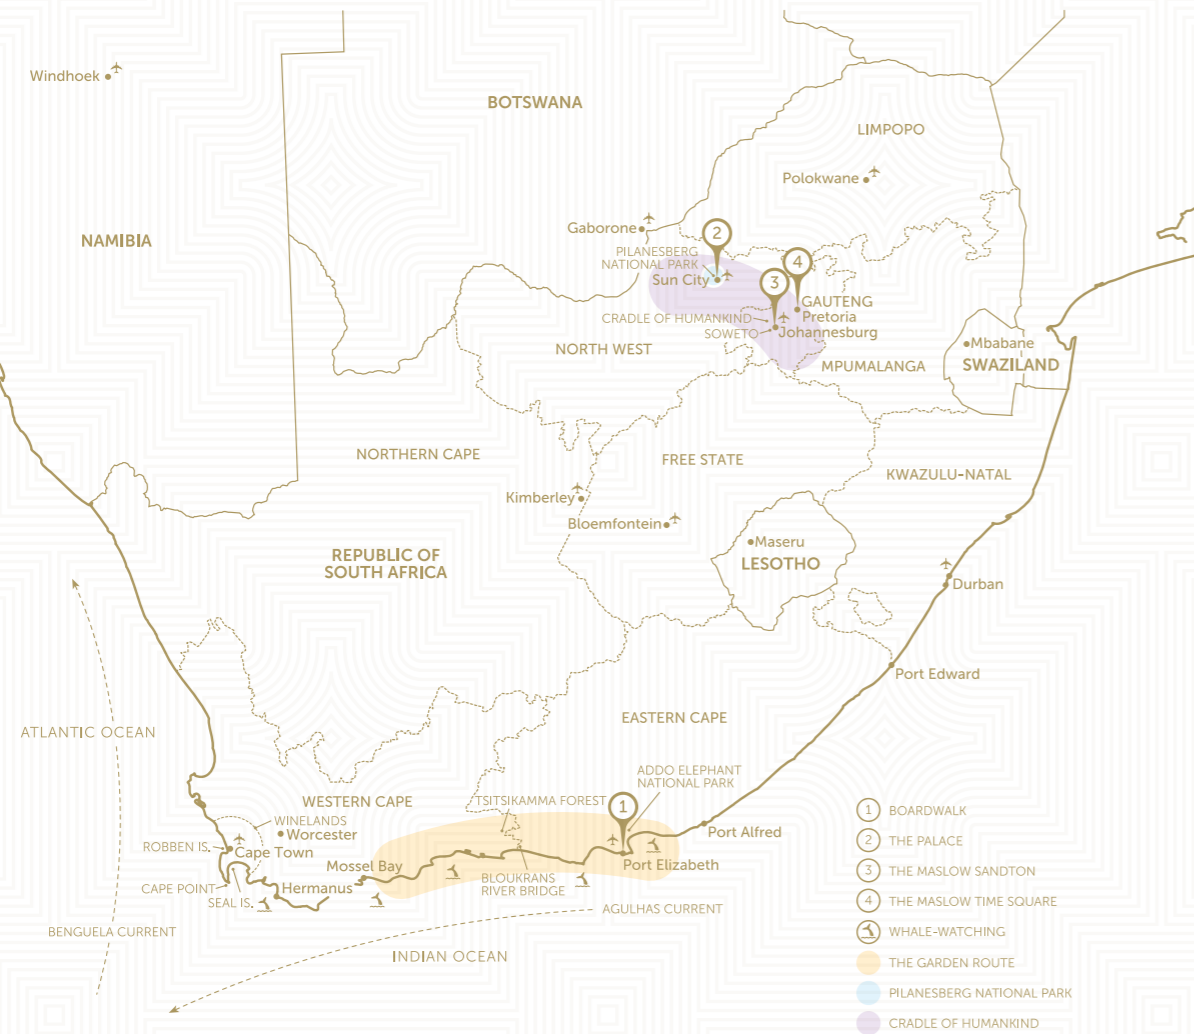 Windhoek
BOTSWANA
LIMPOPO
Polokwane
NAMIBIA
Gaborone
2
PILANESBERG
NATIONAL PARK
Sun City
4
3
GAUTENG
Pretoria
CRADLE OF HUMANKIND
SOWETO
Johannesburg
NORTH WEST
MPUMALANGA
Mbabane
SWAZILAND
NORTHERN CAPE
FREE STATE
KWAZULU-NATAL
Kimberley
Bloemfontein
Maseru
LESOTHO
REPUBLIC OF
SOUTH AFRICA
Durban
Port Edward
EASTERN CAPE
ATLANTIC OCEAN
ADDO ELEPHANT
NATIONAL PARK
WESTERN CAPE
TSITSIKAMMA FOREST
1
WINELANDS
Worcester
ROBBEN IS.
Cape Town
Port Alfred
Mossel Bay
Port Elizabeth
CAPE POINT
SEAL IS.
Hermanus
BLOUKRANS
RIVER BRIDGE
AGULHAS CURRENT
BENGUELA CURRENT
INDIAN OCEAN
1 BOARDWALK
2 THE PALACE
3 THE MASLOW SANDTON
4 THE MASLOW TIME SQUARE
WHALE-WATCHING
THE GARDEN ROUTE
PILANESBERG NATIONAL PARK
CRADLE OF HUMANKIND